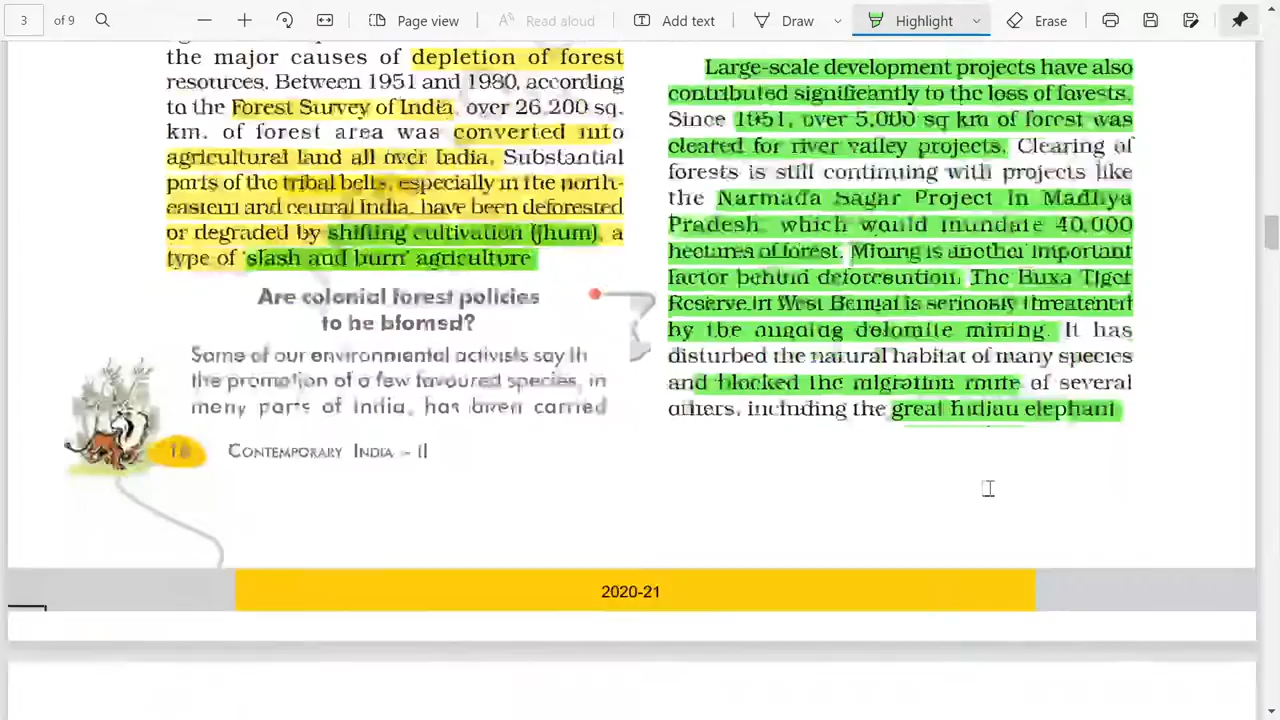 3 of 9 Page view Read aloud Add text Draw Highlight Erase
the major causes of depletion of forest
resources. Between 1951 and 1980, according
to the Forest Survey of India, over 26,200 sq.
km. of forest area was converted into
agricultural land all over India. Substantial
parts of the tribal belts, especially in the north-
eastern and central India, have been deforested
or degraded by shifting cultivation (jhum), a
type of 'slash and burn' agriculture
Are colonial forest policies
to be
Some of our environmental activists say
the promotion of a few favoured species, in
many parts of India, has been carried
18 CONTEMPORARY INDIA – II
Large-scale development projects have also
contributed significantly to the loss of forests.
Since 1951, over 5,000 sq km of forest was
cleared for river valley projects. Clearing of
forests is still continuing with projects like
the Narmada Sagar Project in Madhya
Pradesh, which would inundate 40,000
hectares of forest. Mining is another important
factor behind deforestation. The Buxa Tiger
Reserve in West Bengal is seriously threatened
by the ongoing dolomite mining. It has
disturbed the natural habitat of many species
and blocked the migration route of several
others, including the great Indian elephant
2020-21